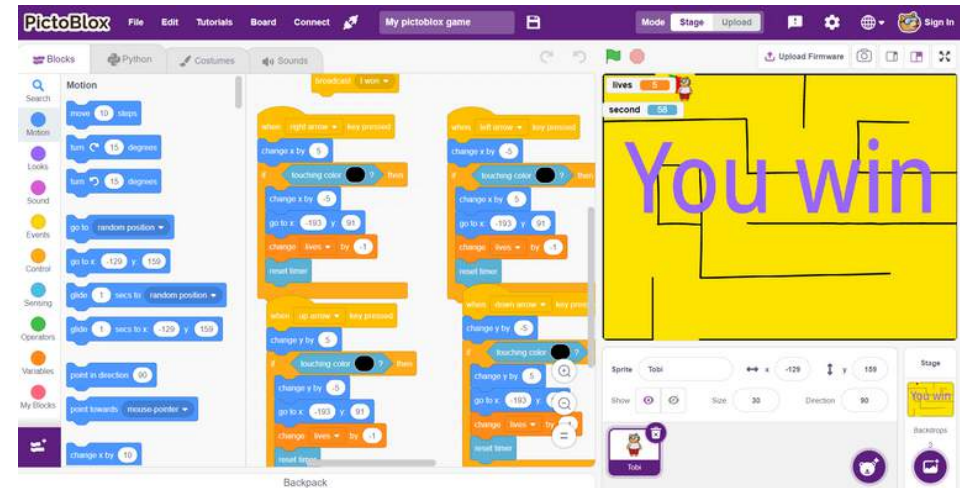 PictoBlox File Edit Tutorials Board Connect My pictoblox game Mode Stage Upload Sign In
Blocks Python Costumes Sounds Upload Firmware
Search
Motion
Looks
Sound
Events
Control
Sensing
Operators
Variables
My Blocks
Motion
move 10 steps
turn 15 degrees
turn 15 degrees
go to random position
go to x: -129 y: 159
glide 1 secs to random position
glide 1 secs to x: -129 y: 159
point in direction 90
point towards mouse-pointer
change x by 10
broadcast I won
when right arrow key pressed
change x by 5
if touching color ? then
change x by -5
go to x: -193 y: 91
change lives by -1
reset timer
when left arrow key pressed
change x by -5
if touching color ? then
change x by 5
go to x: -193 y: 91
change lives by -1
reset timer
when up arrow key pressed
change y by 5
if touching color ? then
change y by -5
go to x: -193 y: 91
change lives by -1
reset timer
when down arrow key
change y by -5
if touching color ?
change y by 5
go to x: -193 y:
change lives by
reset timer
Backpack
lives 5
second 58
You win
Sprite Tobi x -129 y 159
Show Size 30 Direction 90
Tobi
Stage
You win
Backdrops